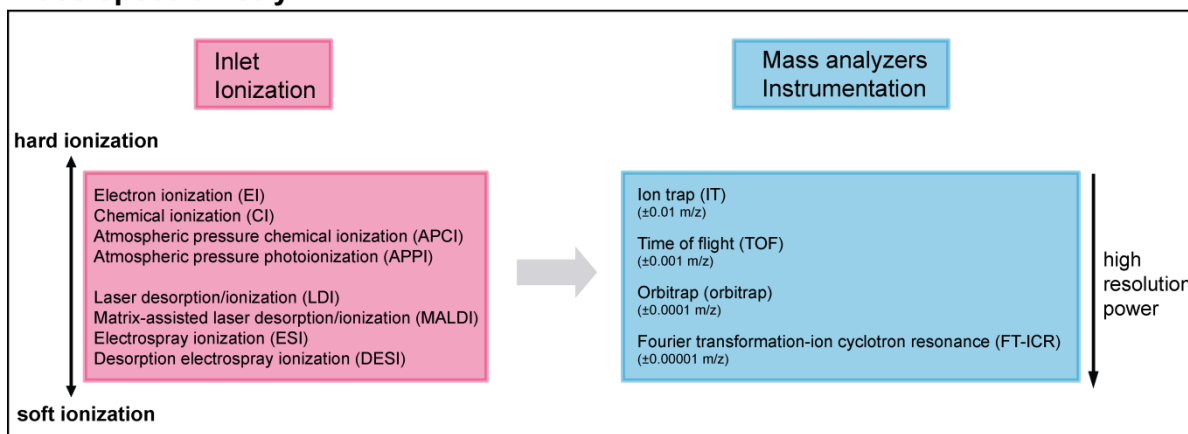 Inlet
Ionization
Mass analyzers
Instrumentation
hard ionization
Electron ionization (EI)
Chemical ionization (CI)
Atmospheric pressure chemical ionization (APCI)
Atmospheric pressure photoionization (APPI)
Laser desorption/ionization (LDI)
Matrix-assisted laser desorption/ionization (MALDI)
Electrospray ionization (ESI)
Desorption electrospray ionization (DESI)
soft ionization
Ion trap (IT)
(±0.01 m/z)
Time of flight (TOF)
(±0.001 m/z)
Orbitrap (orbitrap)
(±0.0001 m/z)
Fourier transformation-ion cyclotron resonance (FT-ICR)
(±0.00001 m/z)
high
resolution
power